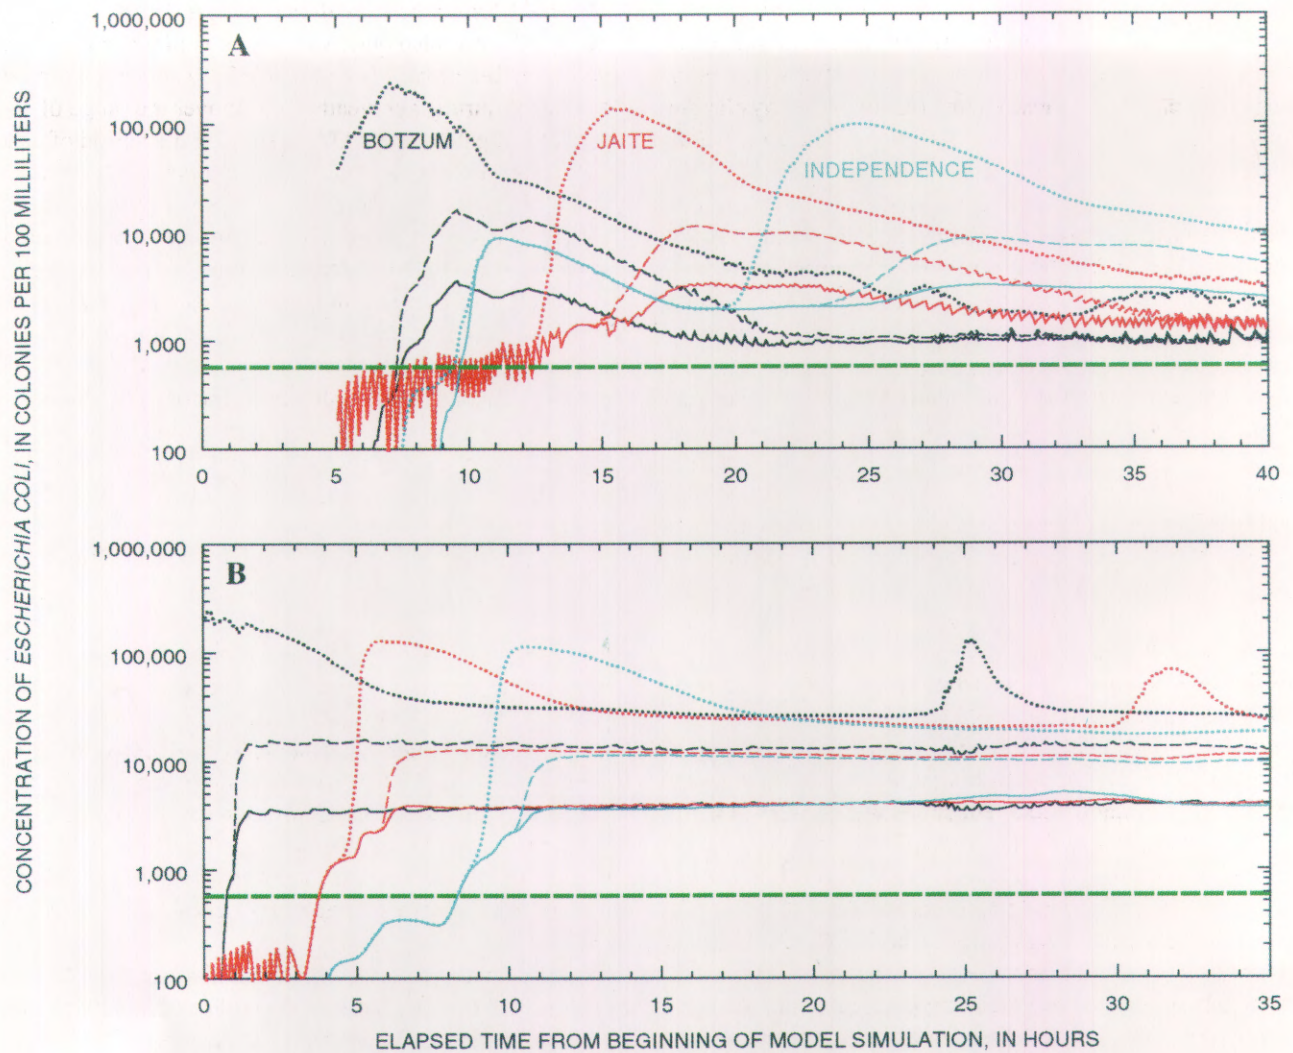 CONCENTRATION OF ESCHERICHIA COLI, IN COLONIES PER 100 MILLILITERS
1,000,000
100,000
10,000
1,000
100
A
BOTZUM
JAITE
INDEPENDENCE
0 5 10 15 20 25 30 35 40
1,000,000
100,000
10,000
1,000
100
B
0 5 10 15 20 25 30 35
ELAPSED TIME FROM BEGINNING OF MODEL SIMULATION, IN HOURS